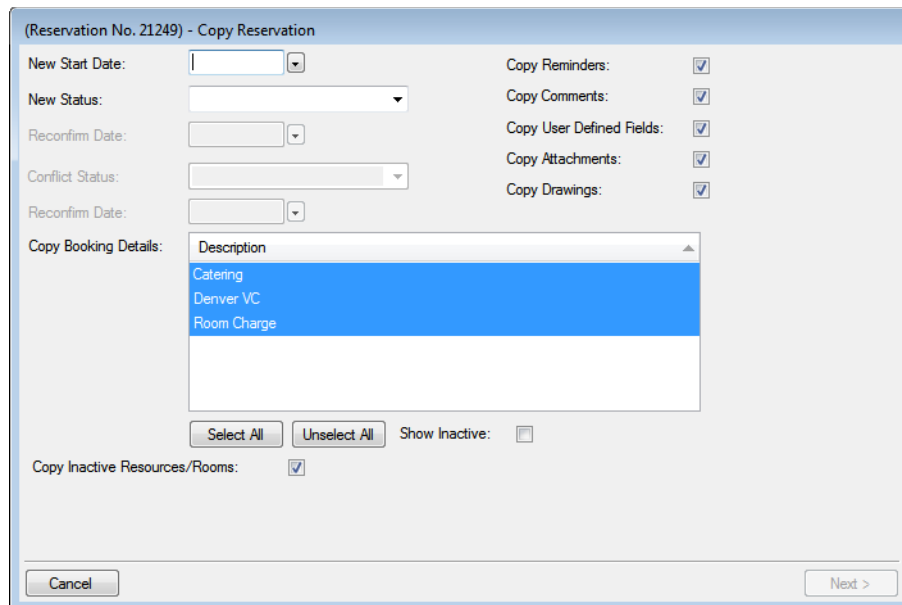 (Reservation No. 21249) - Copy Reservation
New Start Date:
Copy Reminders:
New Status:
Copy Comments:
Reconfirm Date:
Copy User Defined Fields:
Copy Attachments:
Conflict Status:
Copy Drawings:
Reconfirm Date:
Copy Booking Details:
Description
Catering
Denver VC
Room Charge
Select All
Unselect All
Show Inactive:
Copy Inactive Resources/Rooms:
Cancel
Next >